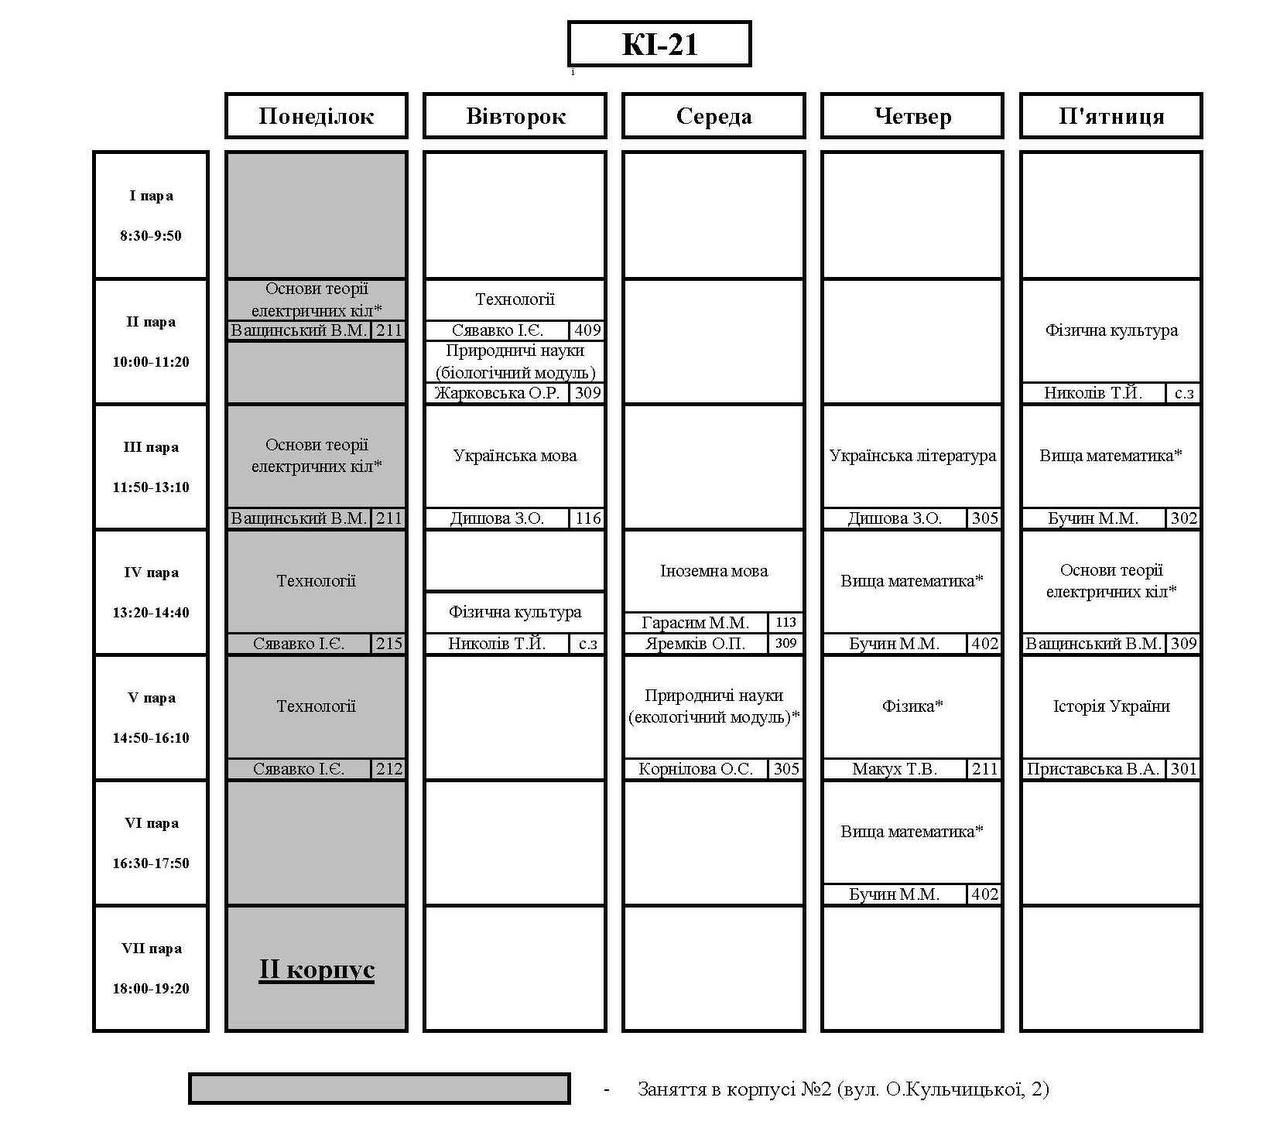 КІ-21
і
Понеділок
Вівторок
Середа
Четвер
П'ятниця
І пара
8:30-9:50
ІІ пара
10:00-11:20
Основи теорії
електричних кіл*
Ващинський В.М. 211
Технології
Сявавко І.Є. 409
Природничі науки
(біологічний модуль)
Жарковська О.Р. 309
Фізична культура
Николів Т.Й. с.з
ІІІ пара
11:50-13:10
Основи теорії
електричних кіл*
Ващинський В.М. 211
Українська мова
Дишова З.О. 116
Українська література
Дишова З.О. 305
Вища математика*
Бучин М.М. 302
IV пара
13:20-14:40
Технології
Сявавко І.Є. 215
Фізична культура
Николів Т.Й. с.з
Іноземна мова
Гарасим М.М. 113
Яремків О.П. 309
Вища математика*
Бучин М.М. 402
Основи теорії
електричних кіл*
Ващинський В.М. 309
V пара
14:50-16:10
Технології
Сявавко І.Є. 212
Природничі науки
(екологічний модуль)*
Корнілова О.С. 305
Фізика*
Макух Т.В. 211
Історія України
Приставська В.А. 301
VI пара
16:30-17:50
Вища математика*
Бучин М.М. 402
VII пара
18:00-19:20
ІІ корпус
- Заняття в корпусі №2 (вул. О.Кульчицької, 2)